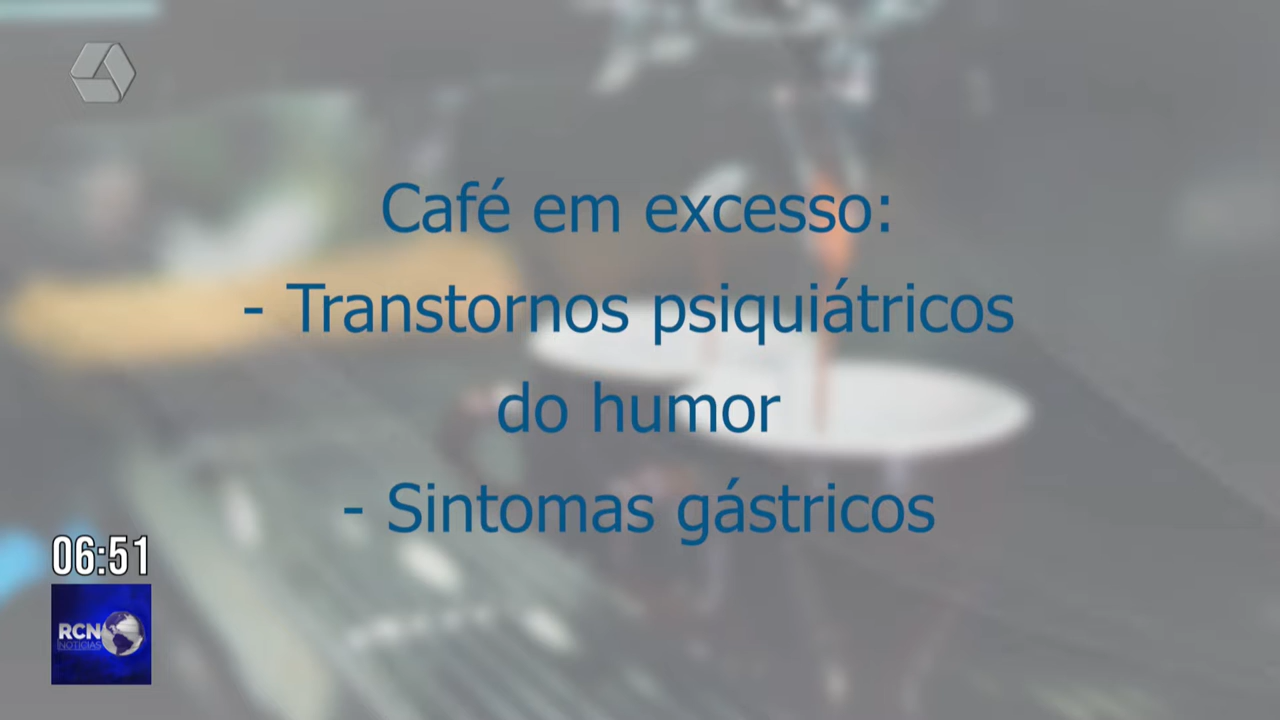 Café em excesso:
- Transtornos psiquiátricos
do humor
- Sintomas gástricos
06:51
RCN
NOTÍCIAS